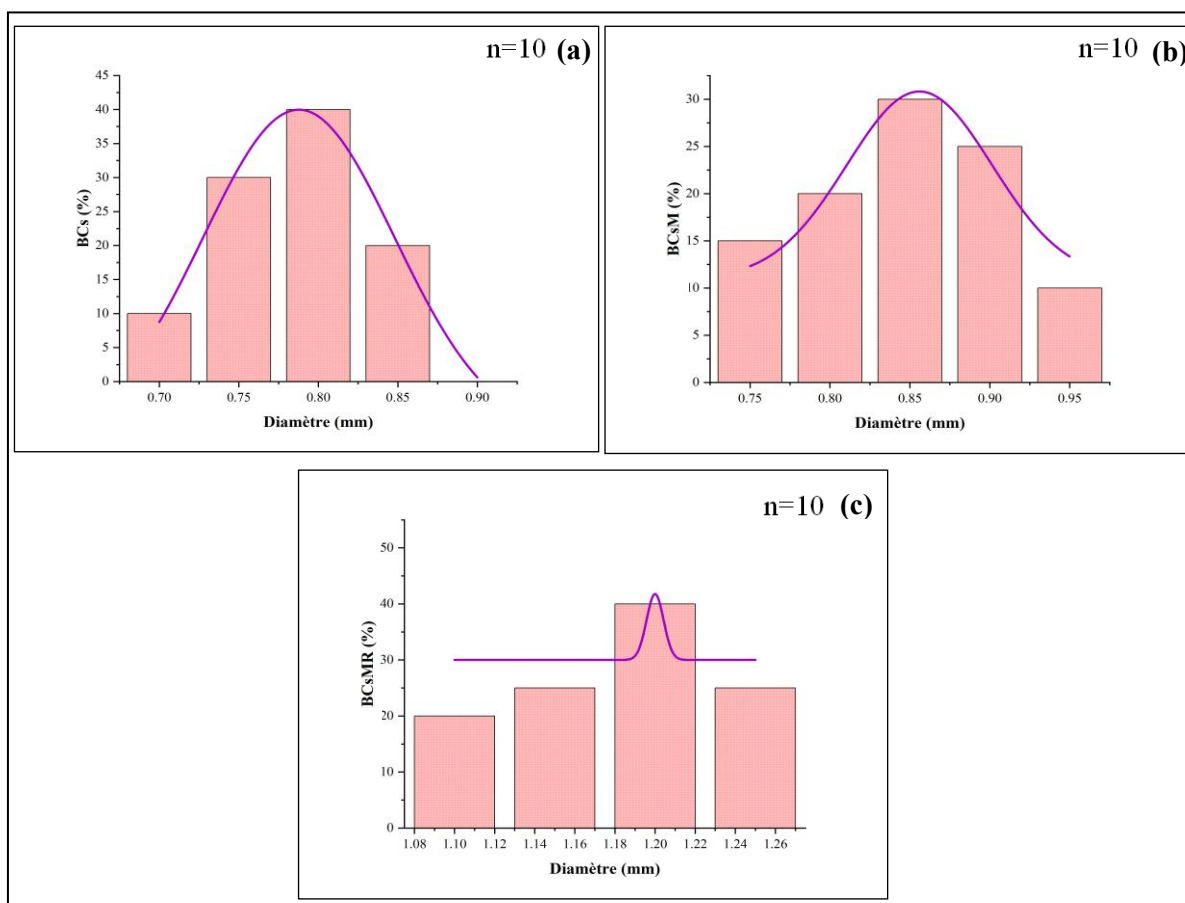 n=10 (a)
45
40
35
30
25
20
15
10
5
0
BCs (%)
0.70 0.75 0.80 0.85 0.90
Diamètre (mm)
n=10 (b)
30
25
20
15
10
5
0
BCsM (%)
0.75 0.80 0.85 0.90 0.95
Diamètre (mm)
n=10 (c)
50
40
30
20
10
0
BCsMR (%)
1.08 1.10 1.12 1.14 1.16 1.18 1.20 1.22 1.24 1.26
Diamètre (mm)